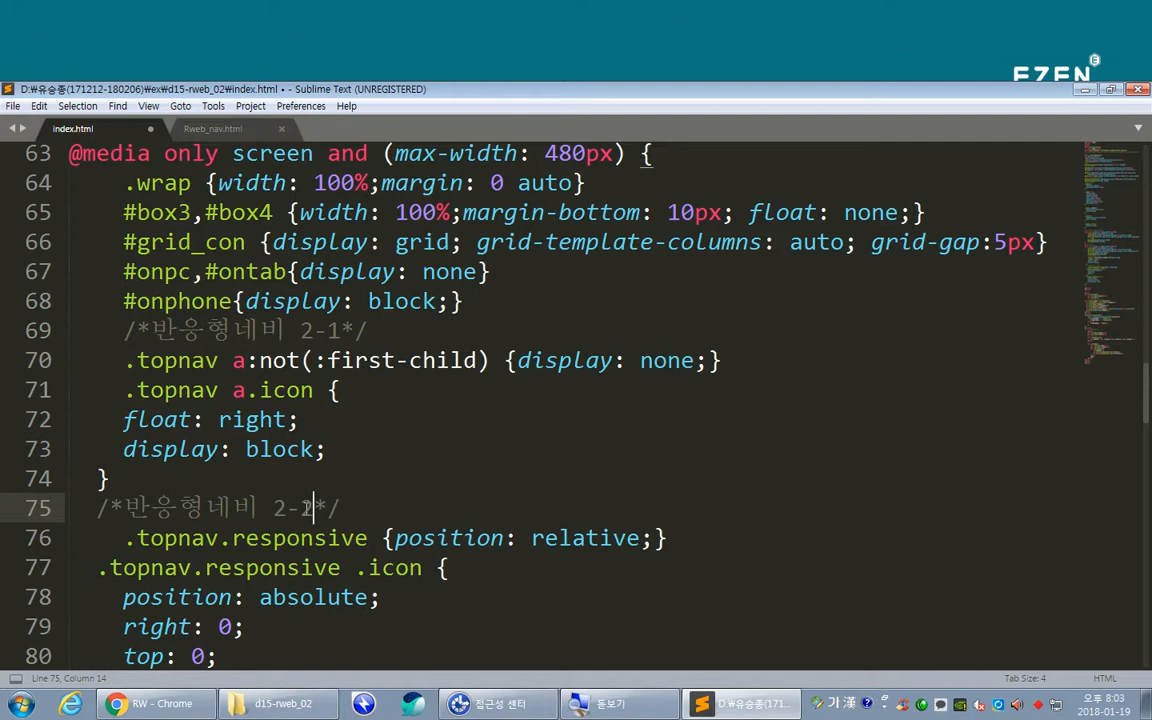 EZEN
D:₩유승종(171212-180206)₩ex₩d15-rweb_02₩index.html • - Sublime Text (UNREGISTERED)
File Edit Selection Find View Goto Tools Project Preferences Help
index.html Rweb_nav.html
63 @media only screen and (max-width: 480px) {
64 .wrap {width: 100%;margin: 0 auto}
65 #box3,#box4 {width: 100%;margin-bottom: 10px; float: none;}
66 #grid_con {display: grid; grid-template-columns: auto; grid-gap:5px}
67 #onpc,#ontab{display: none}
68 #onphone{display: block;}
69 /*반응형네비 2-1*/
70 .topnav a:not(:first-child) {display: none;}
71 .topnav a.icon {
72 float: right;
73 display: block;
74 }
75 /*반응형네비 2-2*/
76 .topnav.responsive {position: relative;}
77 .topnav.responsive .icon {
78 position: absolute;
79 right: 0;
80 top: 0;
Line 75, Column 14 Tab Size: 4 HTML
RW - Chrome d15-rweb_02 접근성 센터 돋보기 D:₩유승종(171... 가 漢 오후 8:03
2018-01-19